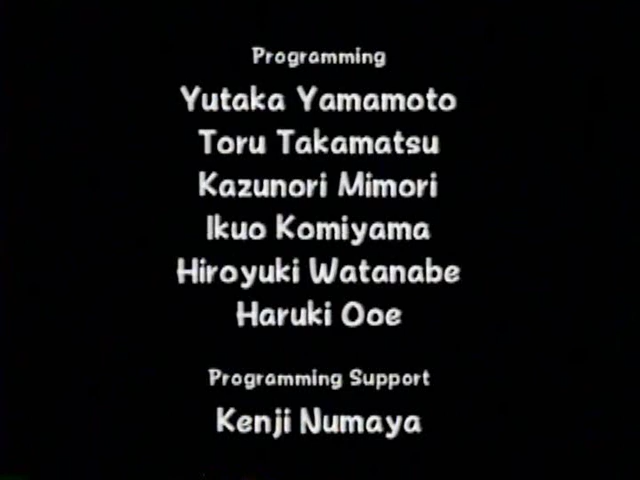 Programming
Yutaka Yamamoto
Toru Takamatsu
Kazunori Mimori
Ikuo Komiyama
Hiroyuki Watanabe
Haruki Ooe
Programming Support
Kenji Numaya